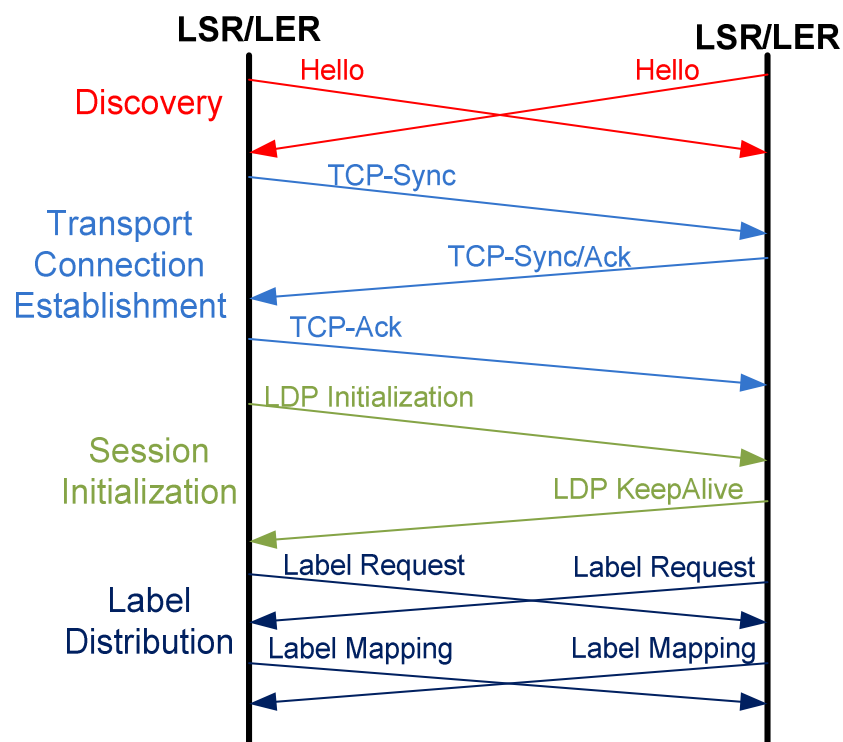 LSR/LER
LSR/LER
Hello
Hello
Discovery
TCP-Sync
Transport
Connection
Establishment
TCP-Sync/Ack
TCP-Ack
LDP Initialization
Session
Initialization
LDP KeepAlive
Label Request
Label Request
Label
Distribution
Label Mapping
Label Mapping